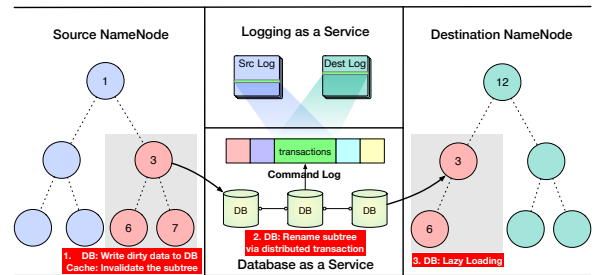 Source NameNode
Logging as a Service
Destination NameNode
Src Log
Dest Log
1
12
transactions
Command Log
3
3
DB
DB
DB
6
7
6
1. DB: Write dirty data to DB
Cache: Invalidate the subtree
2. DB: Rename subtree
via distributed transaction
3. DB: Lazy Loading
Database as a Service